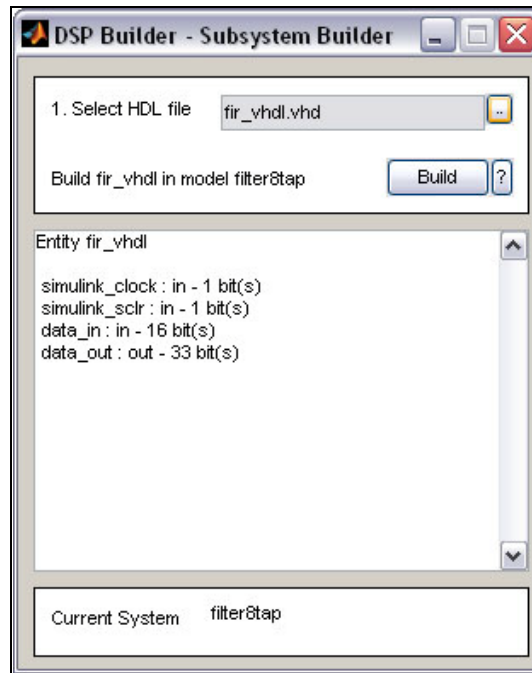 DSP Builder - Subsystem Builder
1. Select HDL file fir_vhdl.vhd ..
Build fir_vhdl in model filter8tap Build ?
Entity fir_vhdl
simulink_clock : in - 1 bit(s)
simulink_sclr : in - 1 bit(s)
data_in : in - 16 bit(s)
data_out : out - 33 bit(s)
Current System filter8tap